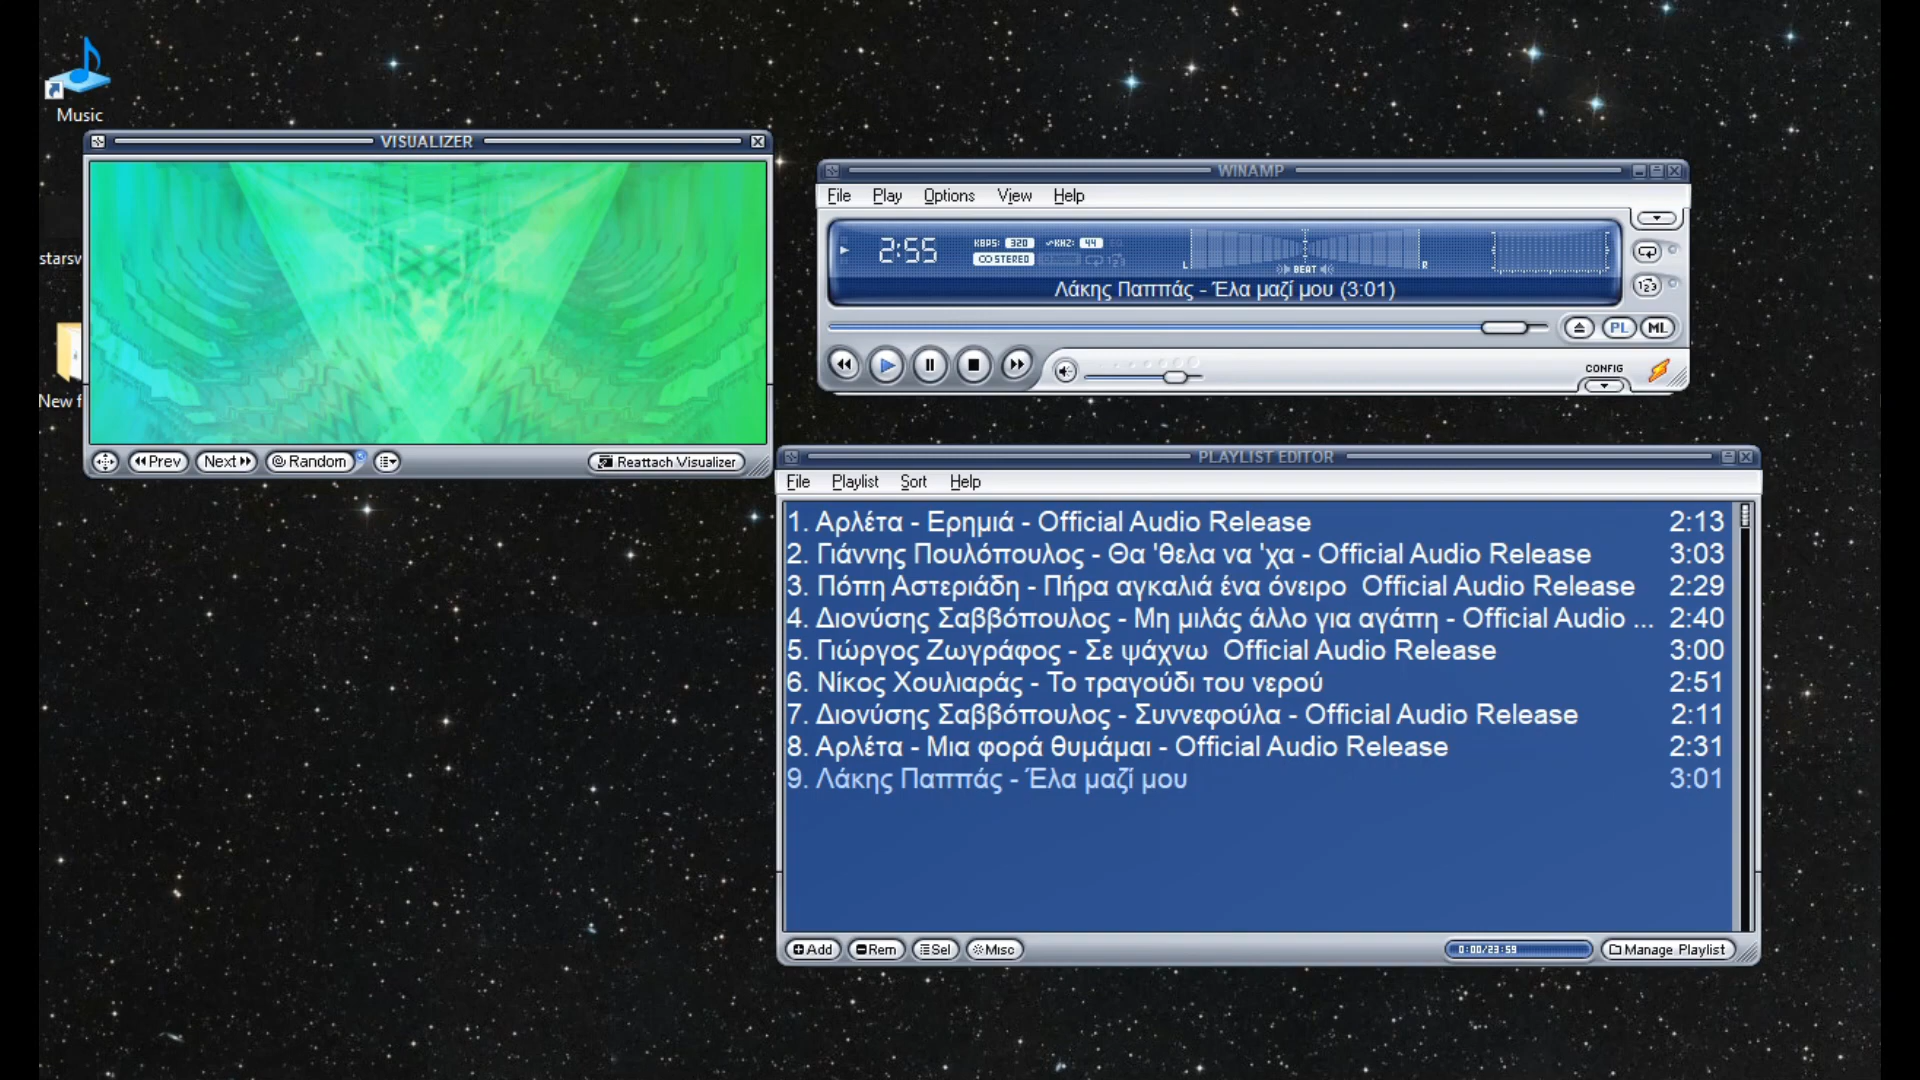 Music
starsw
New f
VISUALIZER
Prev
Next
Random
Reattach Visualizer
WINAMP
File Play Options View Help
2:55
KBPS: 320 KHZ: 44 EQ
STEREO
L BEAT R
Λάκης Παππάς - Έλα μαζί μου (3:01)
PL ML
CONFIG
PLAYLIST EDITOR
File Playlist Sort Help
1. Αρλέτα - Ερημιά - Official Audio Release 2:13
2. Γιάννης Πουλόπουλος - Θα 'θελα να 'χα - Official Audio Release 3:03
3. Πόπη Αστεριάδη - Πήρα αγκαλιά ένα όνειρο  Official Audio Release 2:29
4. Διονύσης Σαββόπουλος - Μη μιλάς άλλο για αγάπη - Official Audio ... 2:40
5. Γιώργος Ζωγράφος - Σε ψάχνω  Official Audio Release 3:00
6. Νίκος Χουλιαράς - Το τραγούδι του νερού 2:51
7. Διονύσης Σαββόπουλος - Συννεφούλα - Official Audio Release 2:11
8. Αρλέτα - Μια φορά θυμάμαι - Official Audio Release 2:31
9. Λάκης Παππάς - Έλα μαζί μου 3:01
Add Rem Sel Misc 0:00/23:59 Manage Playlist